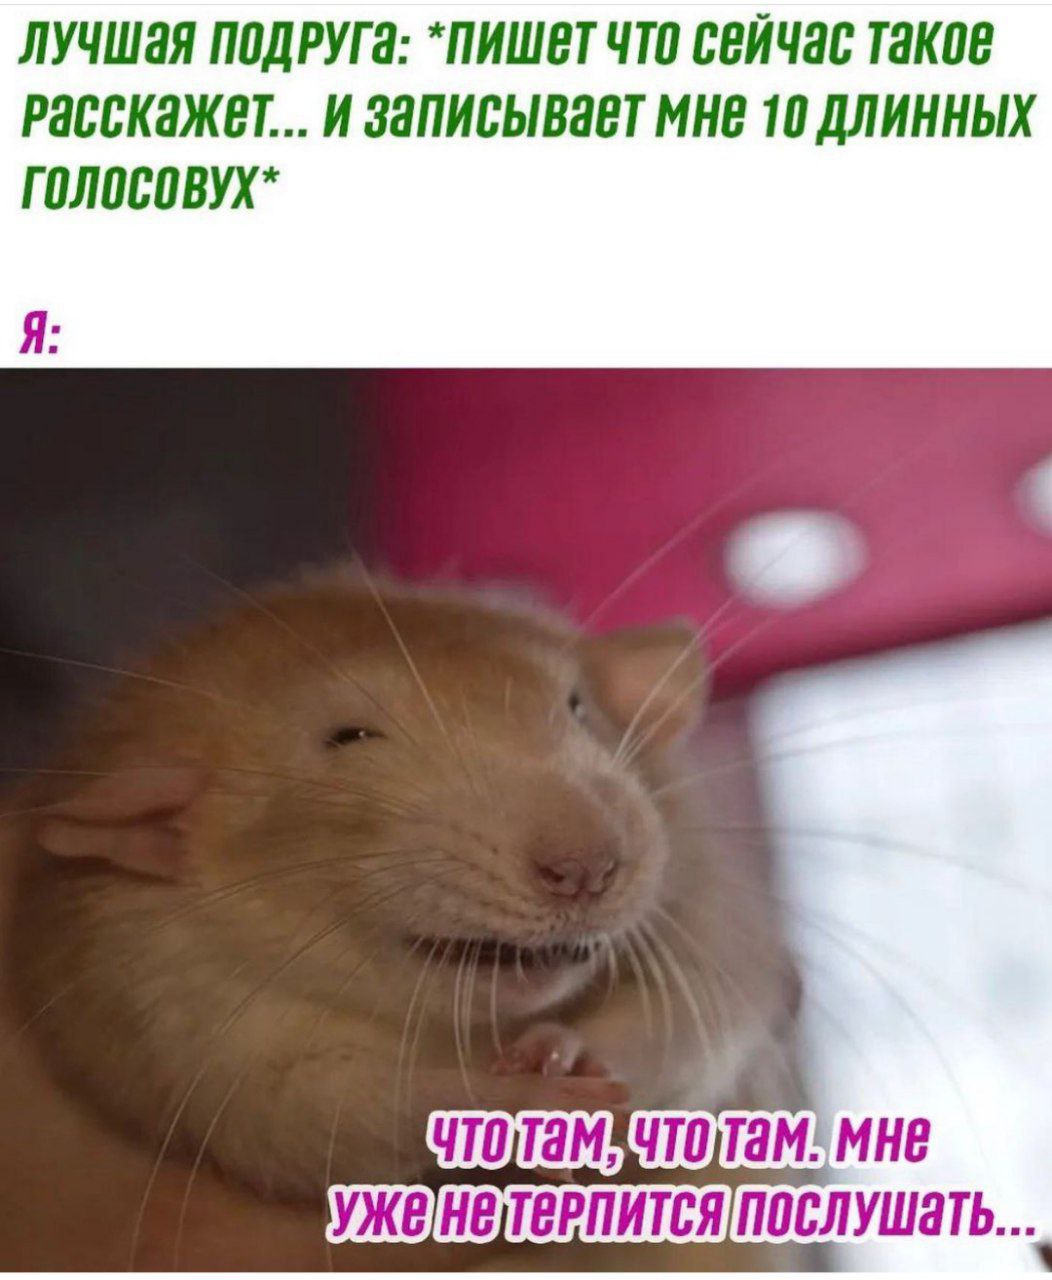 лучшая подруга: *пишет что сейчас такое
расскажет... и записывает мне 10 длинных
голосовух*
Я:
что там, что там. мне
уже не терпится послушать...